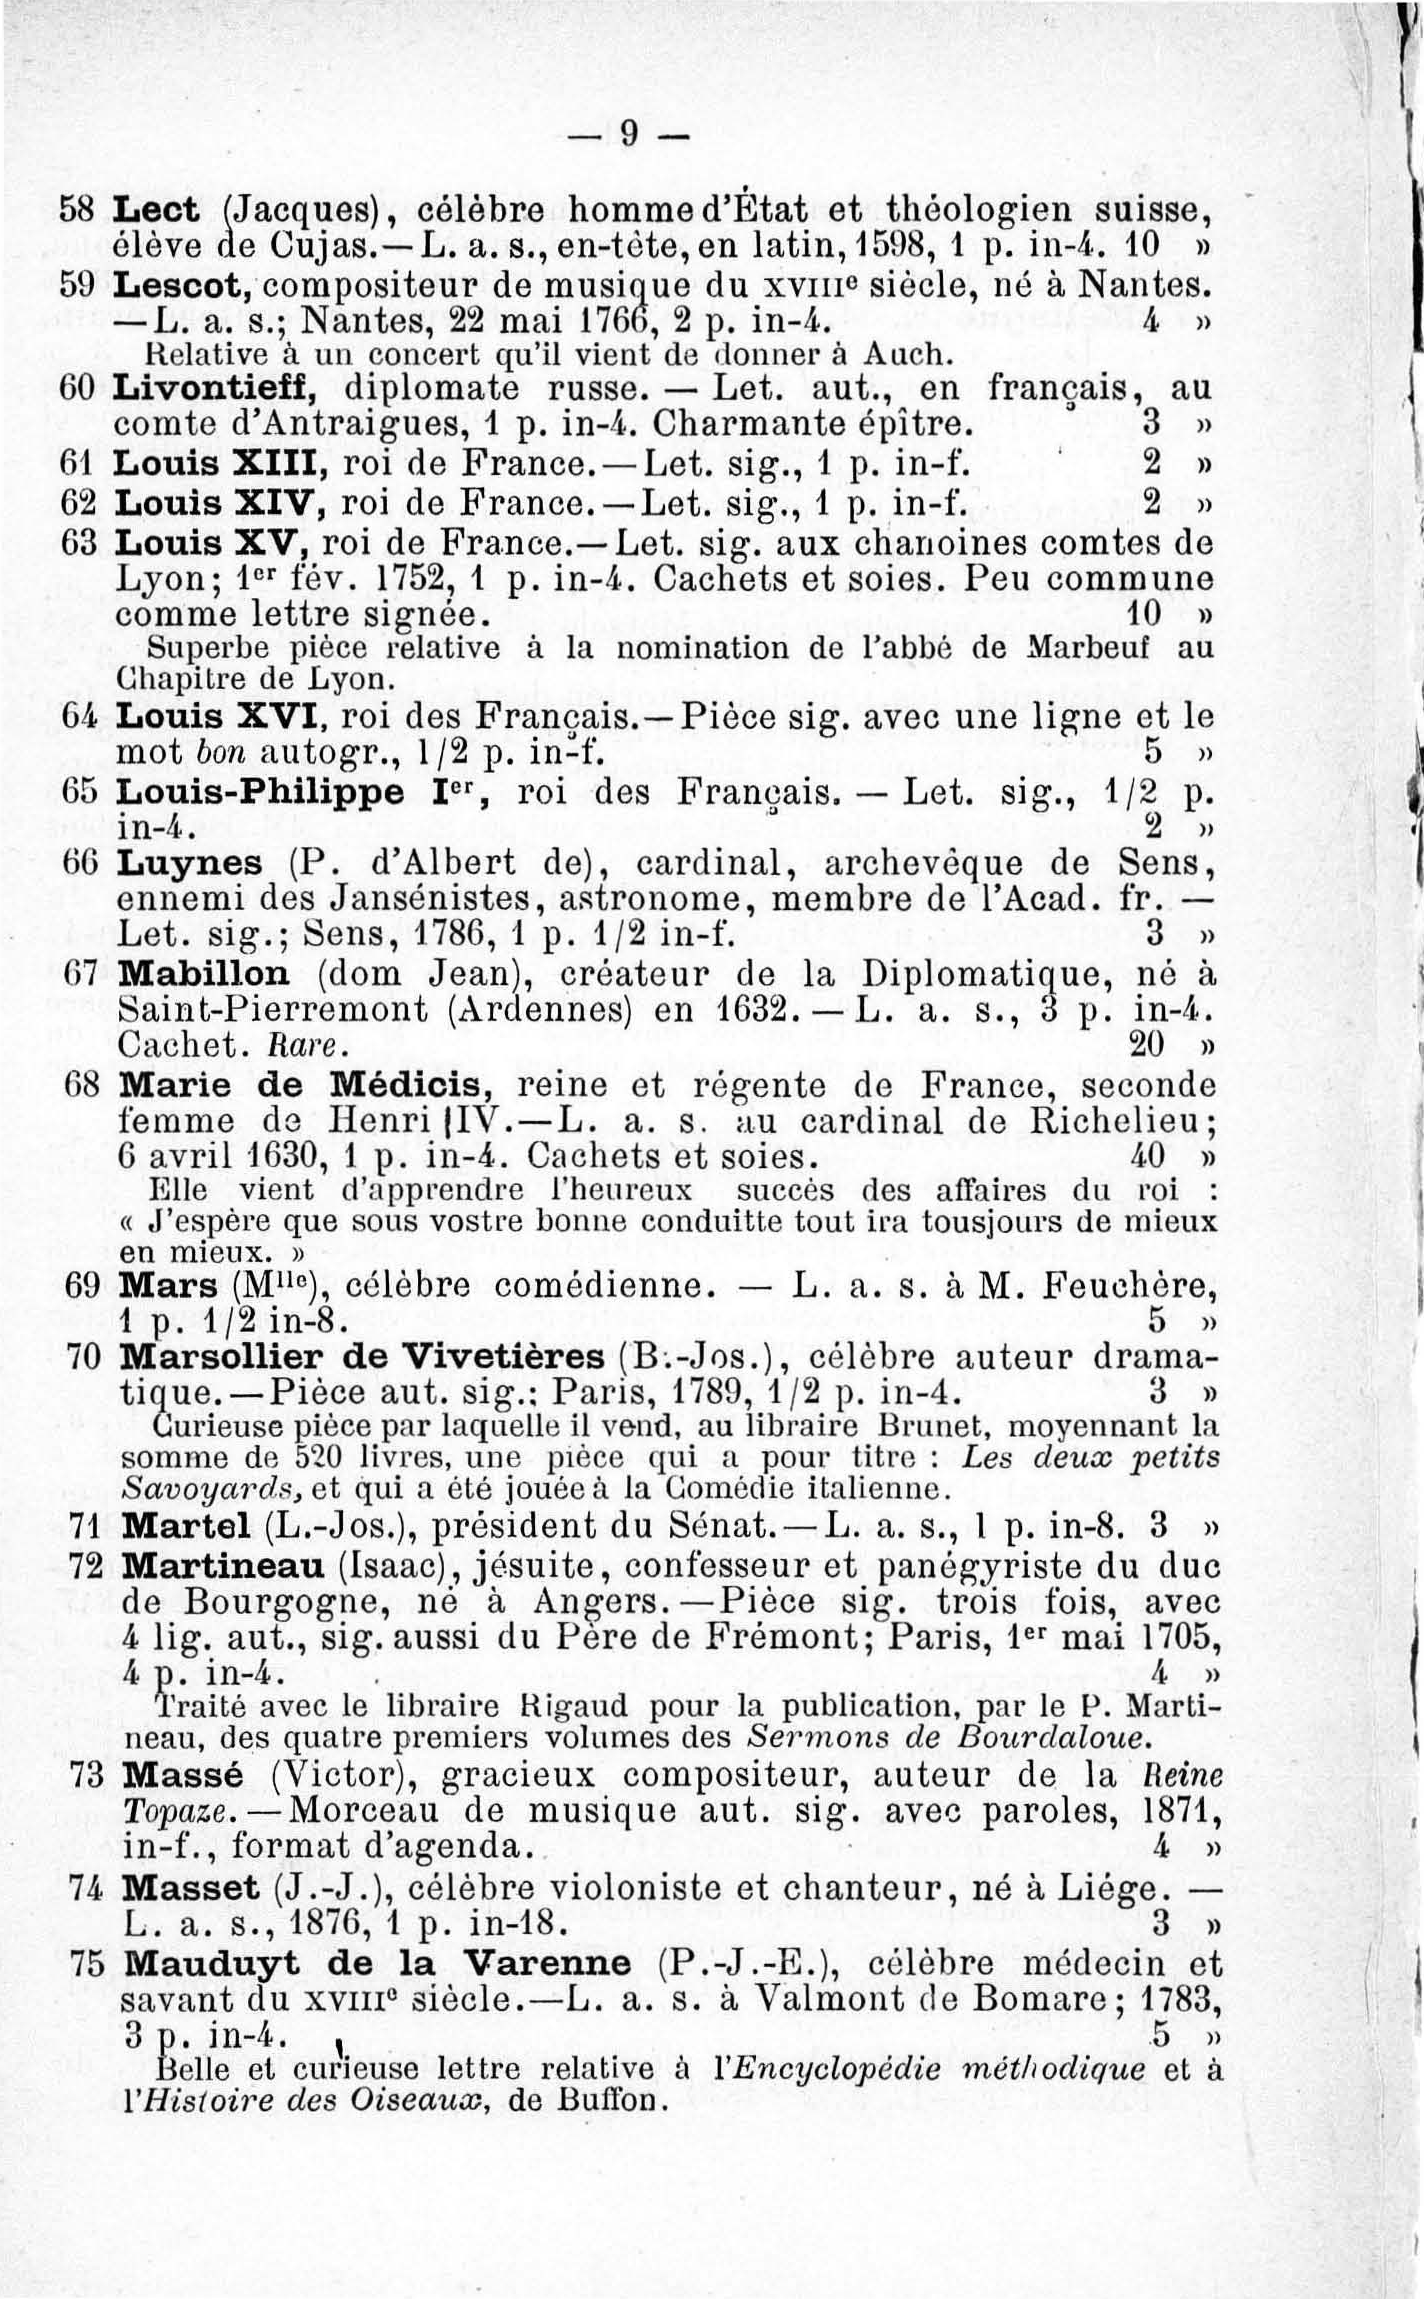 — 9 —
58 Lect (Jacques), célèbre homme d'État et théologien suisse,
élève de Cujas. — L. a. s., en-tête, en latin, 1598, 1 p. in-4. 10 »
59 Lescot, compositeur de musique du XVIIIe siècle, né à Nantes.
— L. a. s.; Nantes, 22 mai 1766, 2 p. in-4. 4 »
Relative à un concert qu'il vient de donner à Auch.
60 Livontieff, diplomate russe. — Let. aut., en français, au
comte d'Antraigues, 1 p. in-4. Charmante épître. 3 »
61 Louis XIII, roi de France. — Let. sig., 1 p. in-f. 2 »
62 Louis XIV, roi de France. — Let. sig., 1 p. in-f. 2 »
63 Louis XV, roi de France. — Let. sig. aux chanoines comtes de
Lyon; 1er fév. 1752, 1 p. in-4. Cachets et soies. Peu commune
comme lettre signée. 10 »
Superbe pièce relative à la nomination de l'abbé de Marbeuf au
Chapitre de Lyon.
64 Louis XVI, roi des Français. — Pièce sig. avec une ligne et le
mot bon autogr., 1/2 p. in-f. 5 »
65 Louis-Philippe Ier, roi des Français. — Let. sig., 1/2 p.
in-4. 2 »
66 Luynes (P. d'Albert de), cardinal, archevêque de Sens,
ennemi des Jansénistes, astronome, membre de l'Acad. fr. —
Let. sig.; Sens, 1786, 1 p. 1/2 in-f. 3 »
67 Mabillon (dom Jean), créateur de la Diplomatique, né à
Saint-Pierremont (Ardennes) en 1632. — L. a. s., 3 p. in-4.
Cachet. Rare. 20 »
68 Marie de Médicis, reine et régente de France, seconde
femme de Henri |IV. — L. a. s. au cardinal de Richelieu;
6 avril 1630, 1 p. in-4. Cachets et soies. 40 »
Elle vient d'apprendre l'heureux succès des affaires du roi :
« J'espère que sous vostre bonne conduitte tout ira tousjours de mieux
en mieux. »
69 Mars (Mlle), célèbre comédienne. — L. a. s. à M. Feuchère,
1 p. 1/2 in-8. 5 »
70 Marsollier de Vivetières (B.-Jos.), célèbre auteur drama-
tique. — Pièce aut. sig.; Paris, 1789, 1/2 p. in-4. 3 »
Curieuse pièce par laquelle il vend, au libraire Brunet, moyennant la
somme de 520 livres, une pièce qui a pour titre : Les deux petits
Savoyards, et qui a été jouée à la Comédie italienne.
71 Martel (L.-Jos.), président du Sénat. — L. a. s., 1 p. in-8. 3 »
72 Martineau (Isaac), jésuite, confesseur et panégyriste du duc
de Bourgogne, né à Angers. — Pièce sig. trois fois, avec
4 lig. aut., sig. aussi du Père de Frémont; Paris, 1er mai 1705,
4 p. in-4. 4 »
Traité avec le libraire Rigaud pour la publication, par le P. Marti-
neau, des quatre premiers volumes des Sermons de Bourdaloue.
73 Massé (Victor), gracieux compositeur, auteur de la Reine
Topaze. — Morceau de musique aut. sig. avec paroles, 1871,
in-f., format d'agenda. 4 »
74 Masset (J.-J.), célèbre violoniste et chanteur, né à Liége. —
L. a. s., 1876, 1 p. in-18. 3 »
75 Mauduyt de la Varenne (P.-J.-E.), célèbre médecin et
savant du XVIIIe siècle. — L. a. s. à Valmont de Bomare; 1783,
3 p. in-4. 5 »
Belle et curieuse lettre relative à l'Encyclopédie méthodique et à
l'Histoire des Oiseaux, de Buffon.